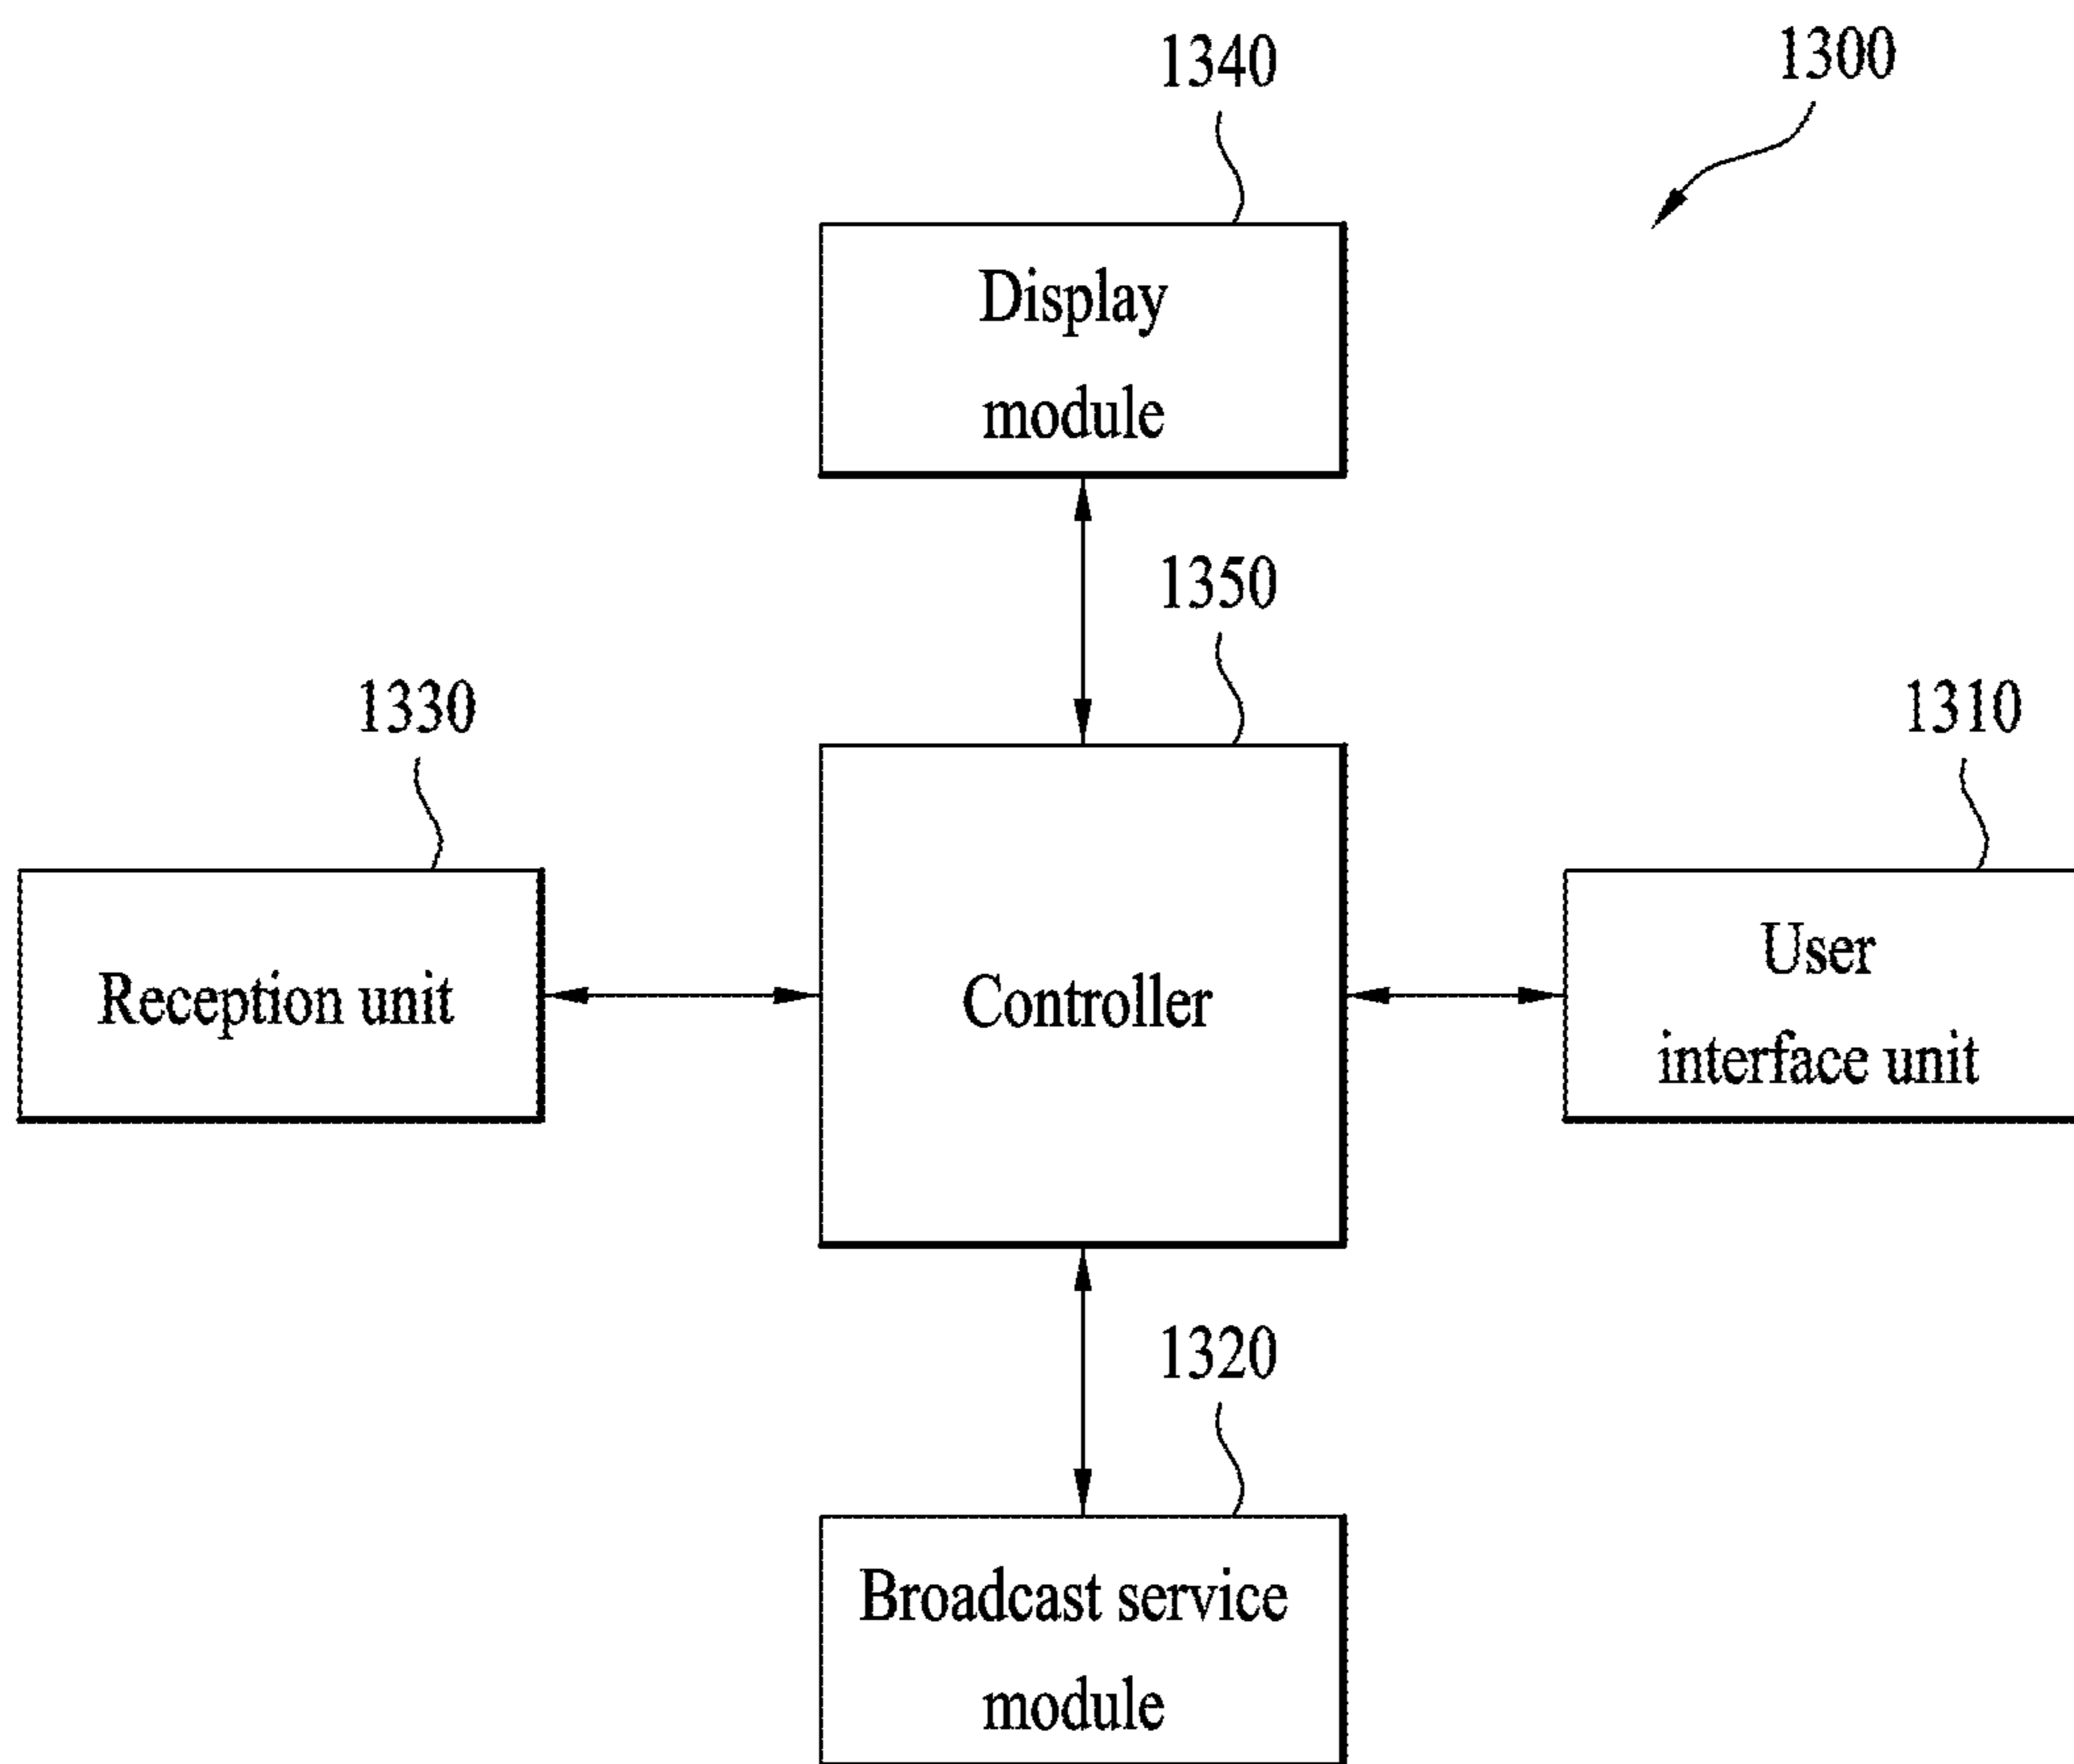 1340
1300
Display
module
1350
1330
1310
Reception unit
Controller
User
interface unit
1320
Broadcast service
module